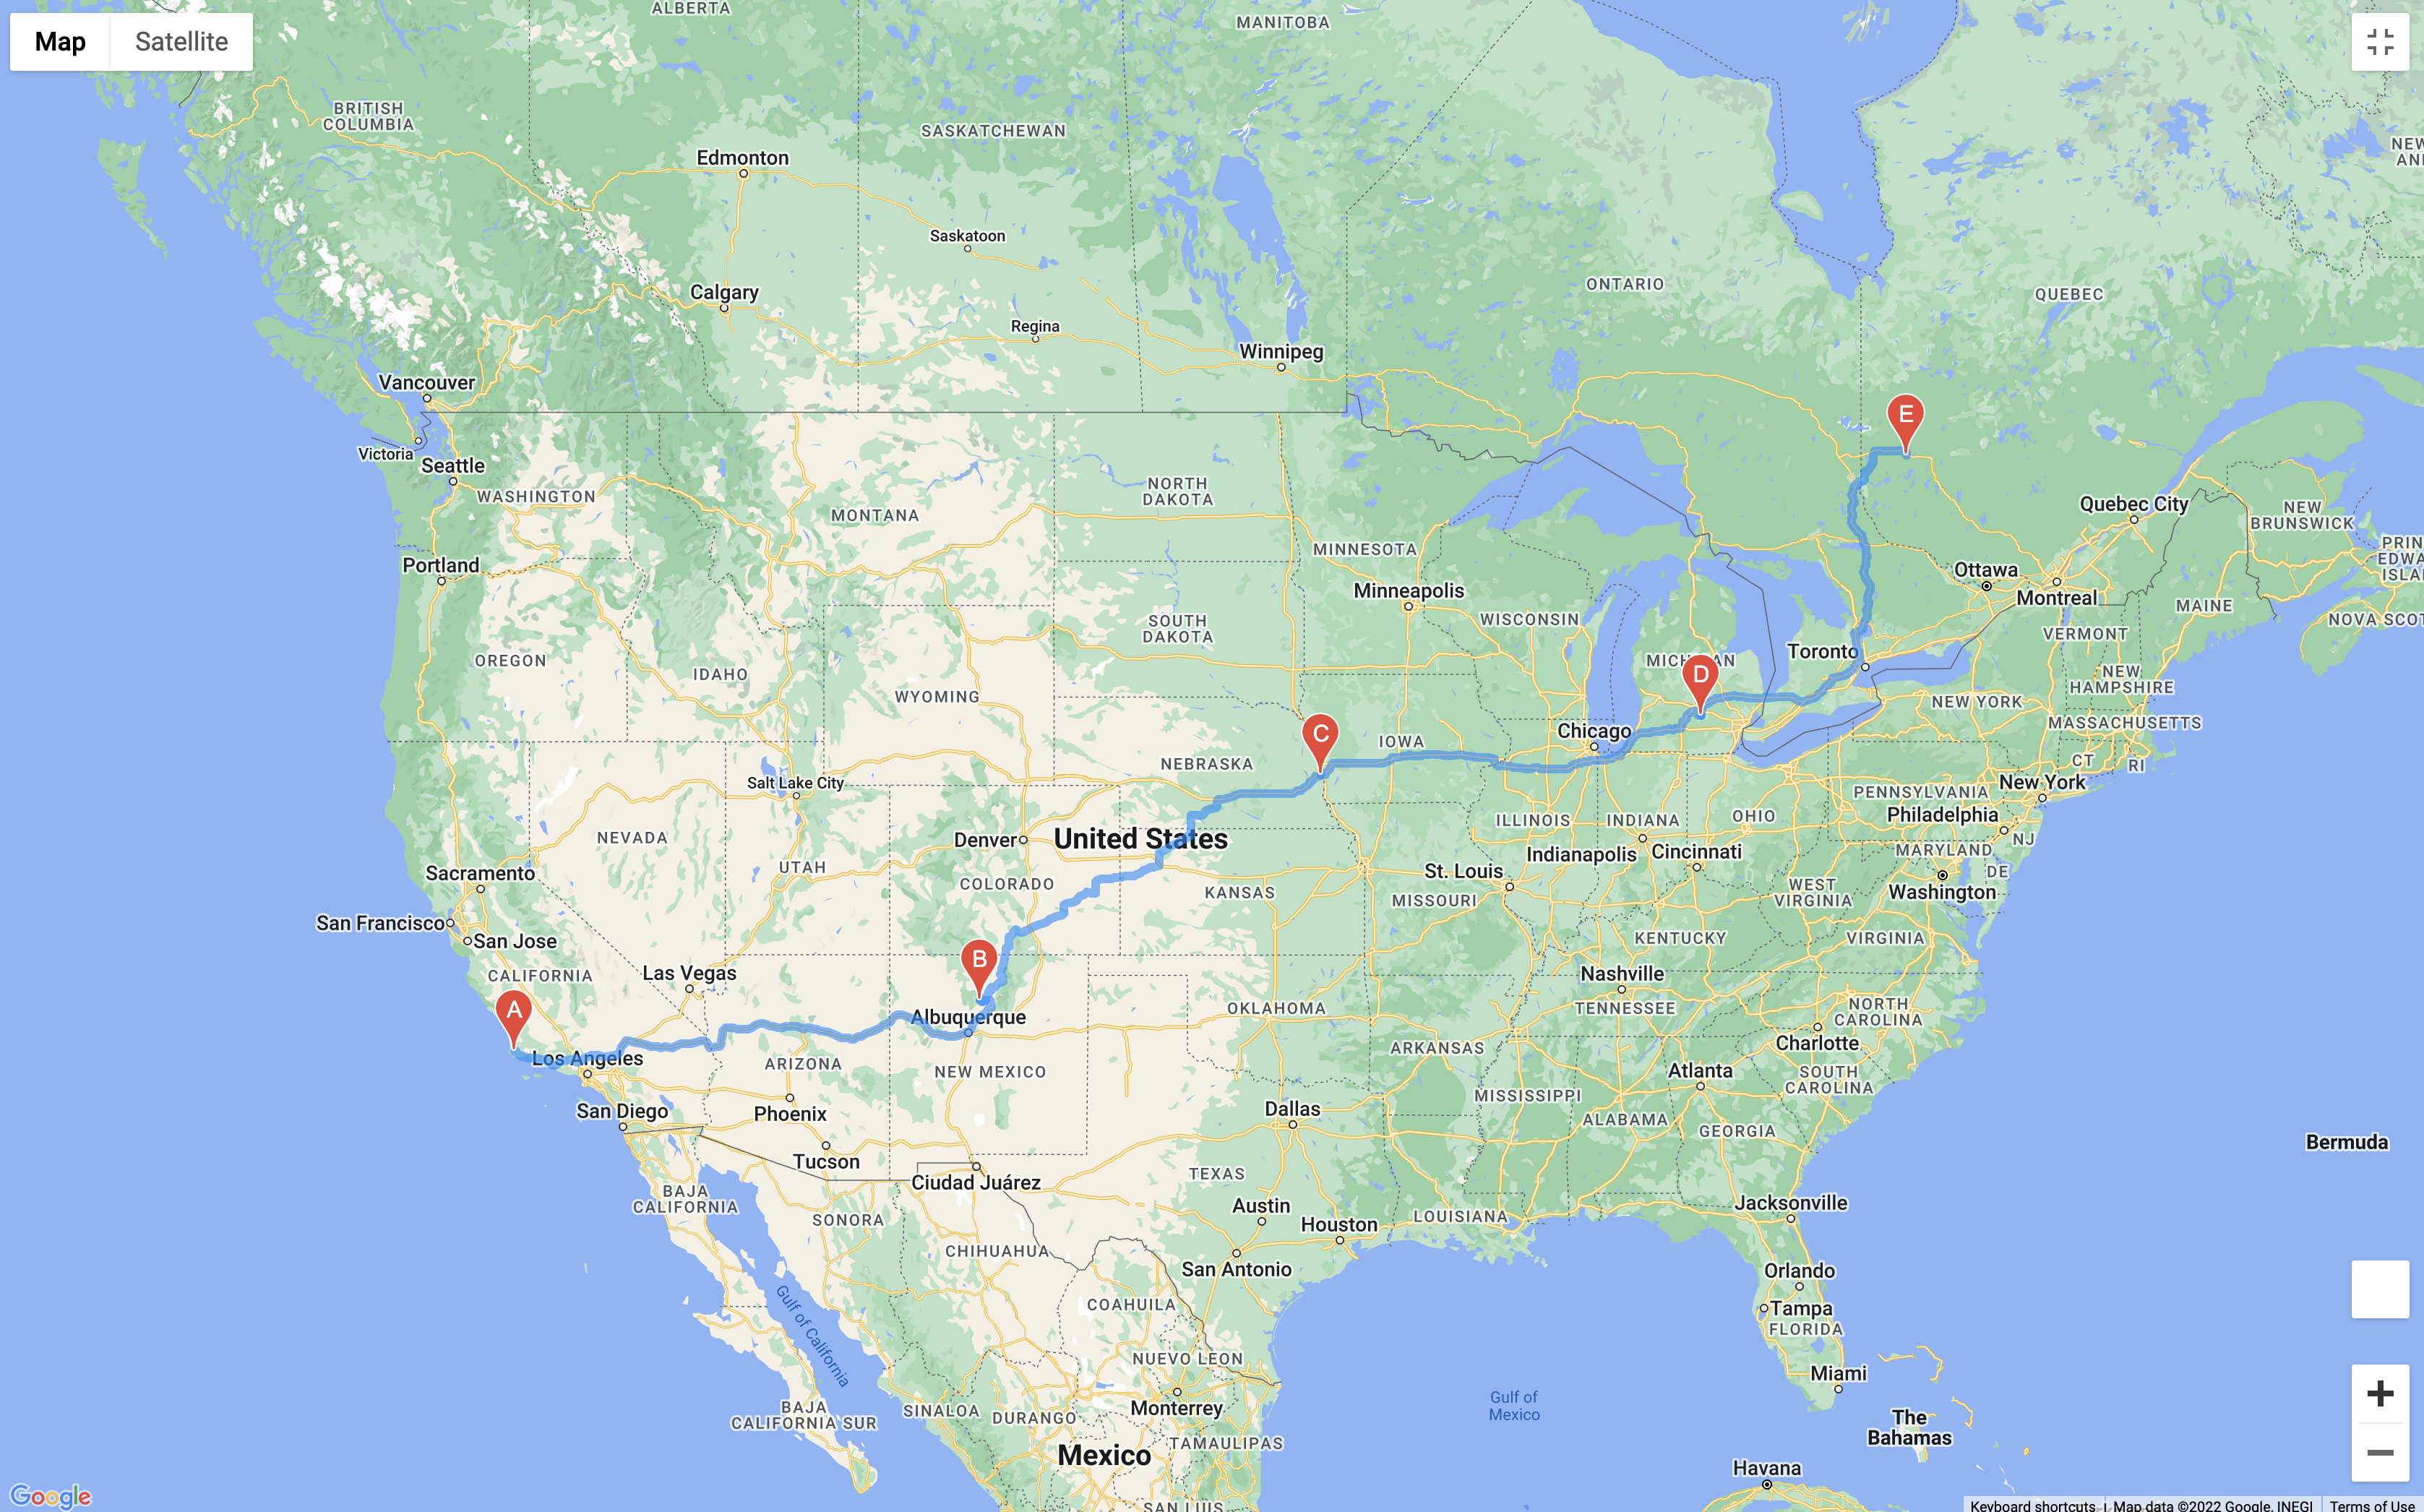 ALBERTA
MANITOBA
Map
Satellite
BRITISH
COLUMBIA
SASKATCHEWAN
NEW
AN
Edmonton
Saskatoon
Calgary
ONTARIO
QUEBEC
Regina
Winnipeg
Vancouver
E
Victoria
Seattle
WASHINGTON
NORTH
DAKOTA
MONTANA
Quebec City
NEW
BRUNSWICK
PRIN
EDWA
ISLA
MINNESOTA
Portland
Ottawa
Minneapolis
Montreal
MAINE
WISCONSIN
SOUTH
DAKOTA
NOVA SCOT
VERMONT
Toronto
OREGON
MICH
AN
D
IDAHO
NEW
HAMPSHIRE
WYOMING
NEW YORK
MASSACHUSETTS
Chicago
C
IOWA
CT
RI
NEBRASKA
Salt Lake City
New York
PENNSYLVANIA
Philadelphia
ILLINOIS
INDIANA
OHIO
NEVADA
Denver
United States
NJ
MARYLAND
Indianapolis
Cincinnati
UTAH
Sacramento
St. Louis
DE
COLORADO
KANSAS
WEST
VIRGINIA
Washington
MISSOURI
San Francisco
San Jose
KENTUCKY
VIRGINIA
B
Las Vegas
CALIFORNIA
Nashville
A
OKLAHOMA
TENNESSEE
NORTH
CAROLINA
Albuquerque
Charlotte
ARKANSAS
Los Angeles
ARIZONA
NEW MEXICO
Atlanta
SOUTH
CAROLINA
MISSISSIPPI
San Diego
Phoenix
Dallas
ALABAMA
GEORGIA
Bermuda
Tucson
TEXAS
Ciudad Juárez
BAJA
CALIFORNIA
Austin
Jacksonville
SONORA
Houston
LOUISIANA
CHIHUAHUA
San Antonio
Orlando
Gulf of California
COAHUILA
Tampa
FLORIDA
NUEVO LEON
Miami
Gulf of
Mexico
BAJA
CALIFORNIA SUR
SINALOA
DURANGO
Monterrey
The
Bahamas
TAMAULIPAS
Mexico
Havana
Google
SAN LUIS
Keyboard shortcuts
Map data ©2022 Google, INEGI
Terms of Use